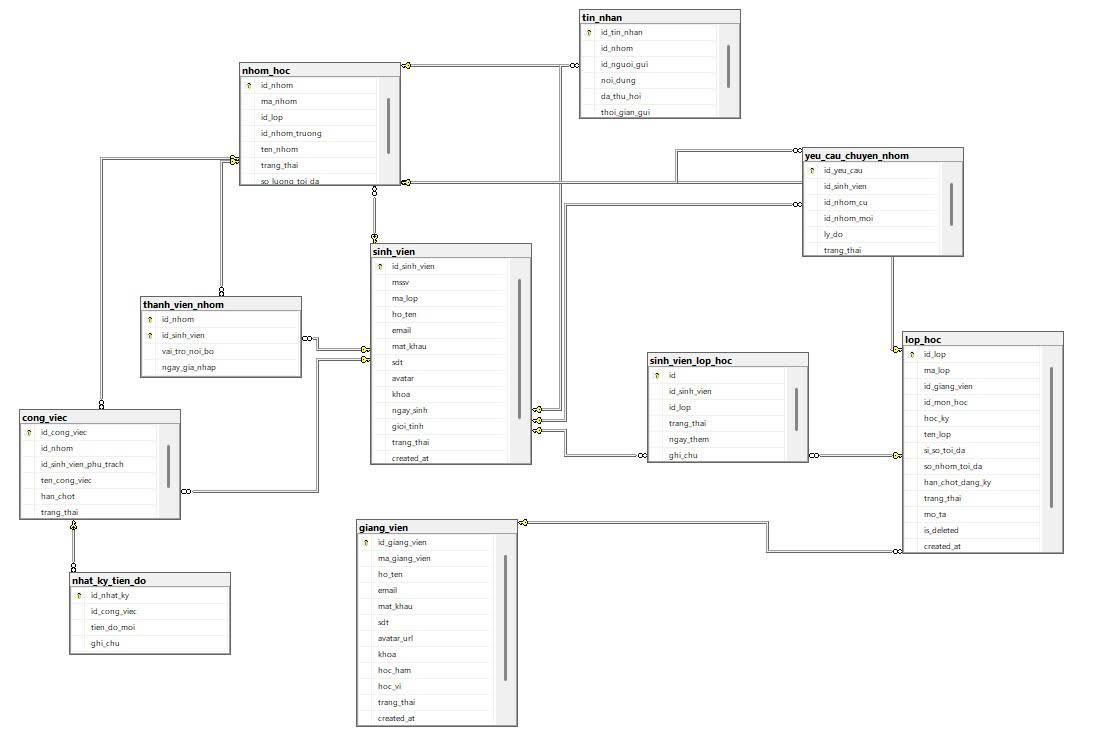 tin_nhan
id_tin_nhan
id_nhom
id_nguoi_gui
noi_dung
da_thu_hoi
thoi_gian_gui
nhom_hoc
id_nhom
ma_nhom
id_lop
id_nhom_truong
ten_nhom
trang_thai
so_luong_toi_da
yeu_cau_chuyen_nhom
id_yeu_cau
id_sinh_vien
id_nhom_cu
id_nhom_moi
ly_do
trang_thai
sinh_vien
id_sinh_vien
mssv
ma_lop
ho_ten
email
mat_khau
sdt
avatar
khoa
ngay_sinh
gioi_tinh
trang_thai
created_at
thanh_vien_nhom
id_nhom
id_sinh_vien
vai_tro_noi_bo
ngay_gia_nhap
lop_hoc
id_lop
ma_lop
id_giang_vien
id_mon_hoc
hoc_ky
ten_lop
si_so_toi_da
so_nhom_toi_da
han_chot_dang_ky
trang_thai
mo_ta
is_deleted
created_at
sinh_vien_lop_hoc
id
id_sinh_vien
id_lop
trang_thai
ngay_them
ghi_chu
cong_viec
id_cong_viec
id_nhom
id_sinh_vien_phu_trach
ten_cong_viec
han_chot
trang_thai
giang_vien
id_giang_vien
ma_giang_vien
ho_ten
email
mat_khau
sdt
avatar_url
khoa
hoc_ham
hoc_vi
trang_thai
created_at
nhat_ky_tien_do
id_nhat_ky
id_cong_viec
tien_do_moi
ghi_chu